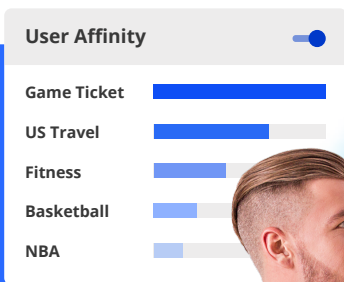 User Affinity
Game Ticket
US Travel
Fitness
Basketball
NBA